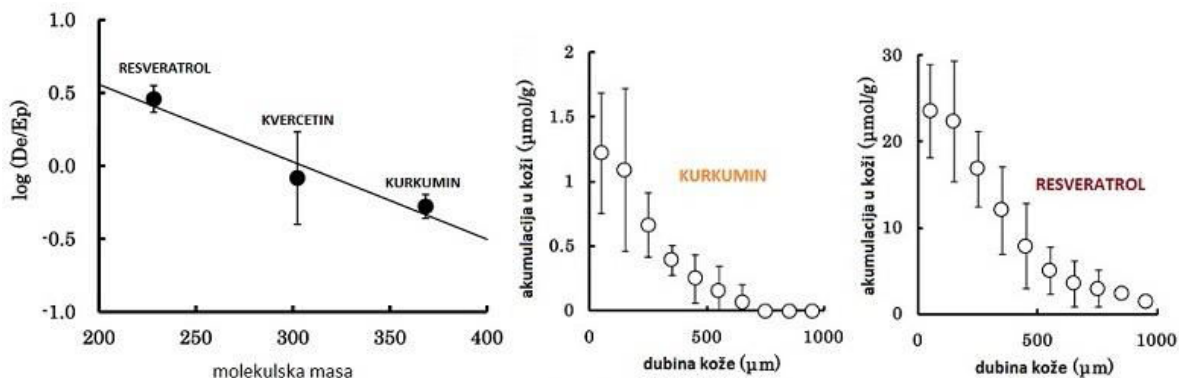 1.0
0.5
0.0
-0.5
-1.0
log (De/Ep)
RESVERATROL
KVERCETIN
KURKUMIN
200
250
300
350
400
molekulska masa
2
1.5
1
0.5
0
akumulacija u koži (µmol/g)
KURKUMIN
0
500
1000
dubina kože (µm)
30
20
10
0
akumulacija u koži (µmol/g)
RESVERATROL
0
500
1000
dubina kože (µm)